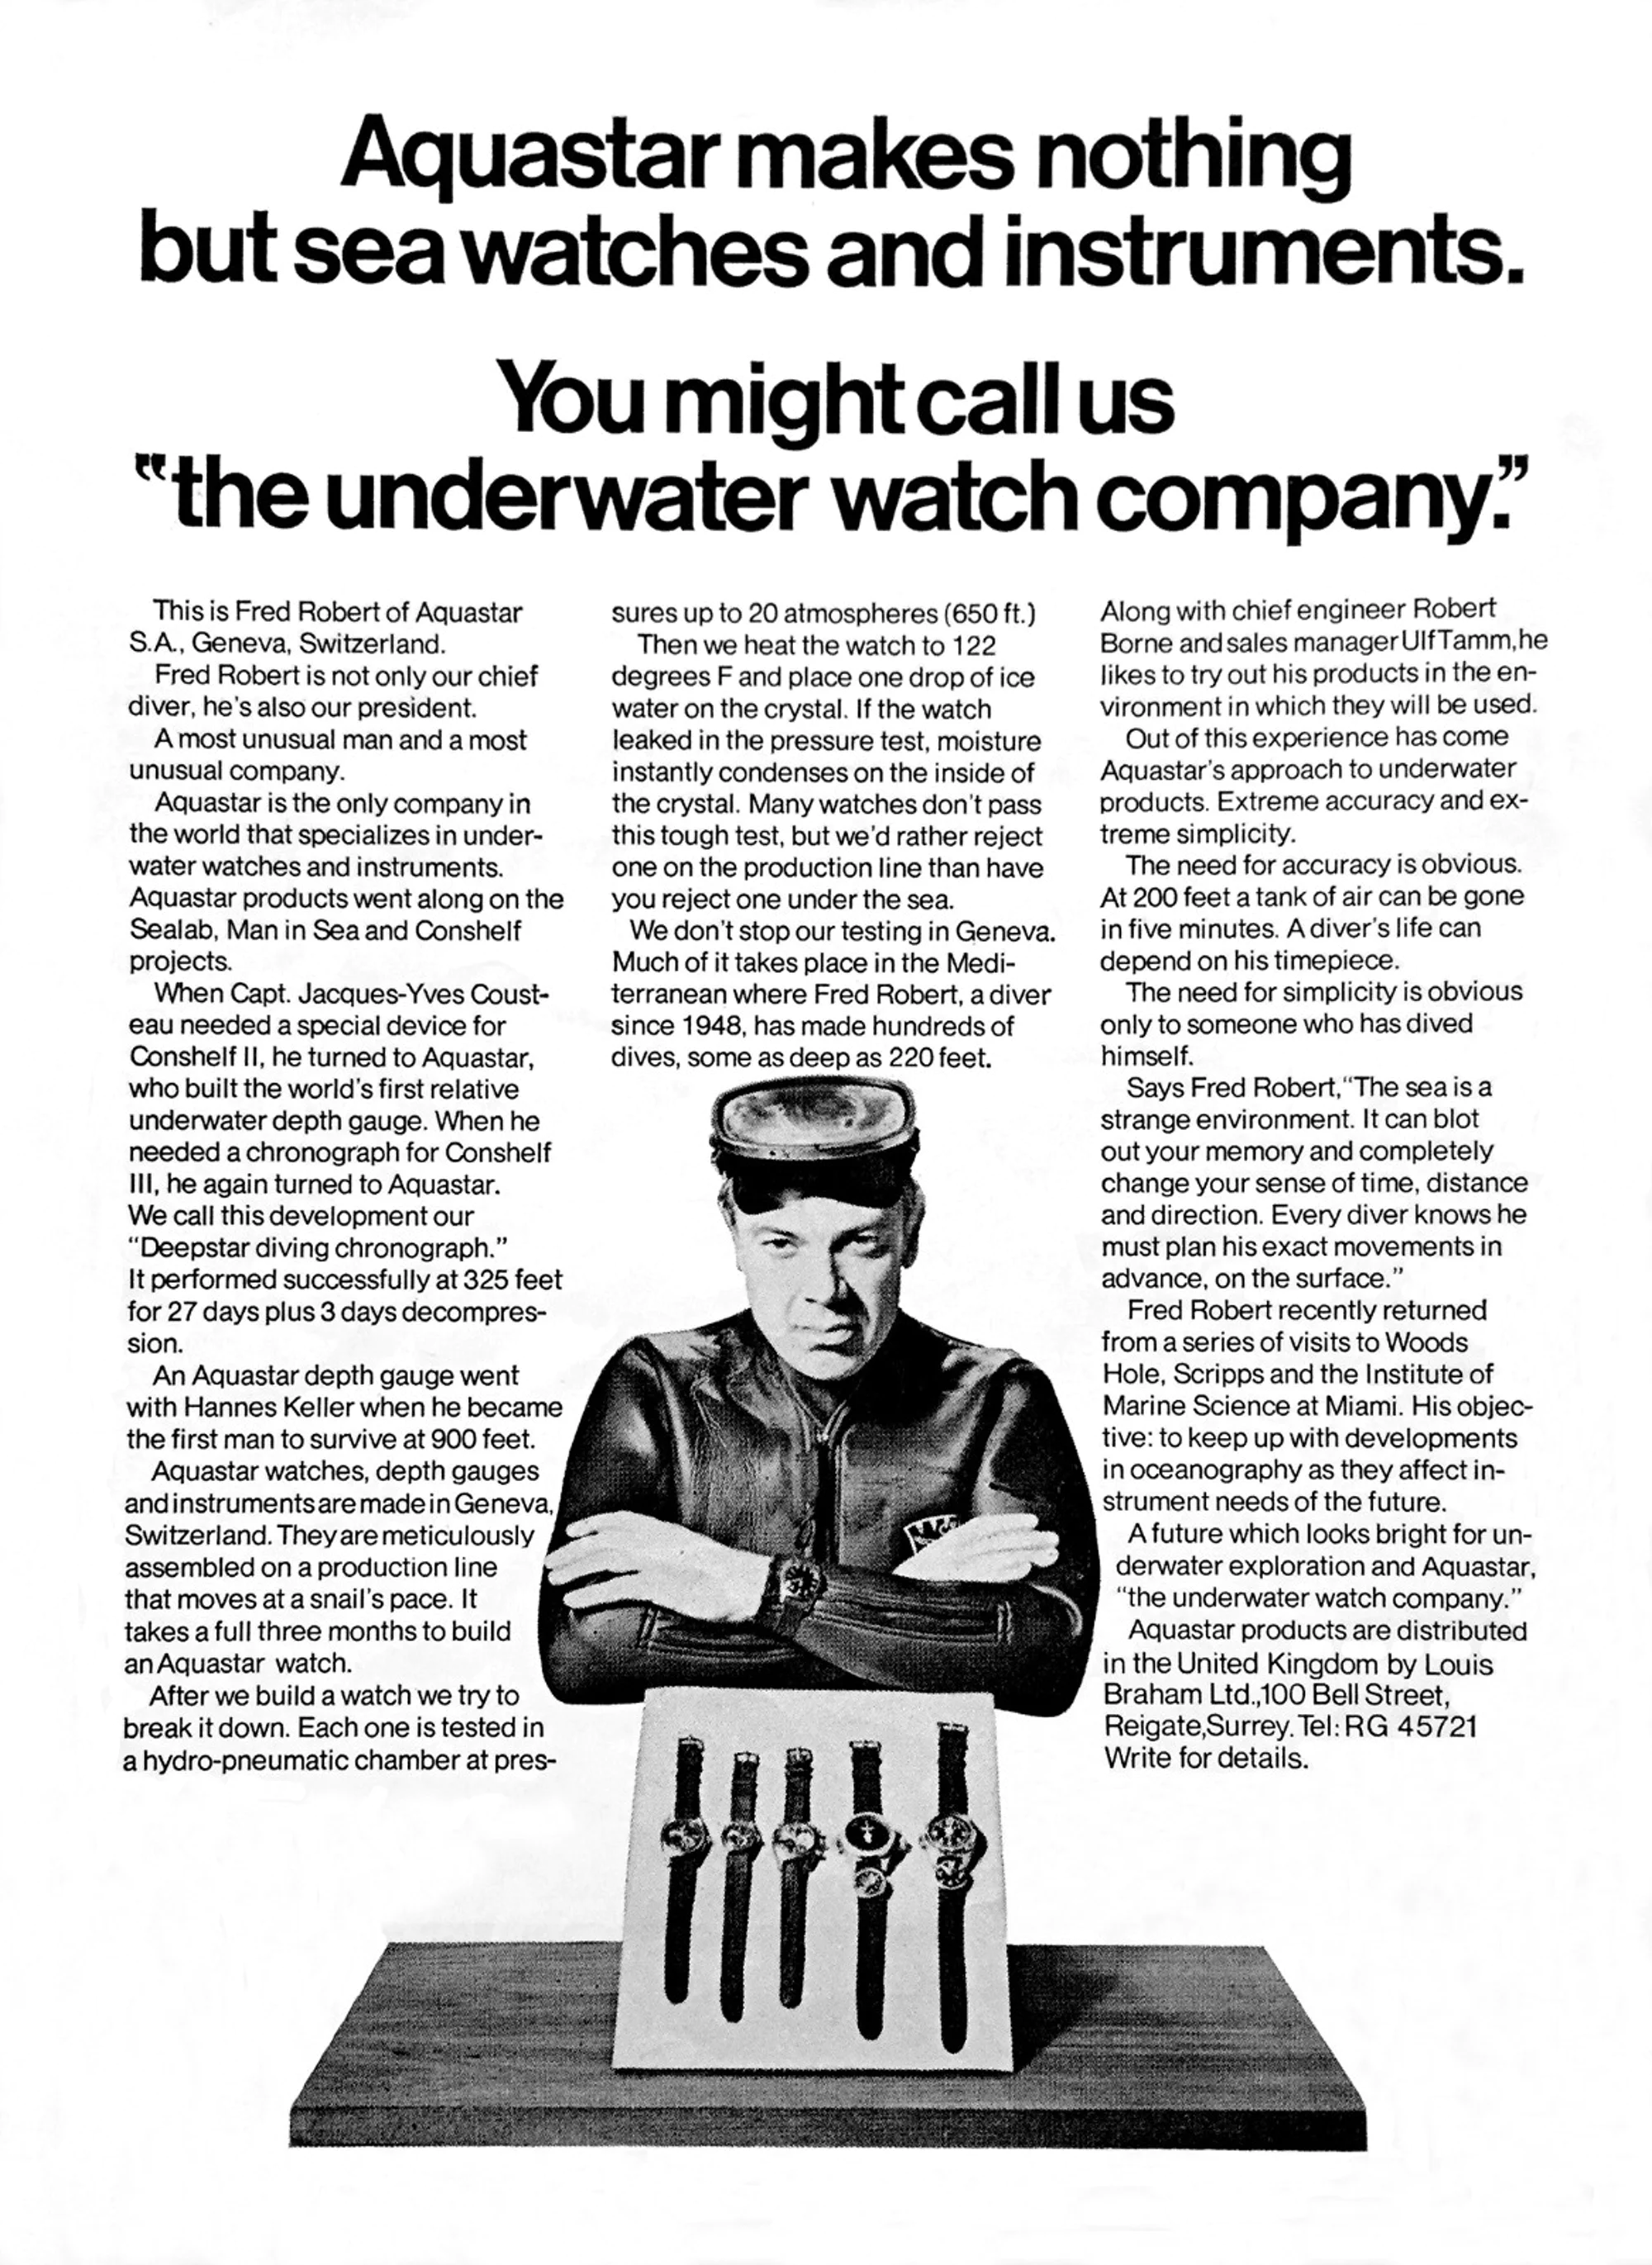 Aquastar makes nothing
but sea watches and instruments.
You might call us
“the underwater watch company.”
This is Fred Robert of Aquastar
S.A., Geneva, Switzerland.
Fred Robert is not only our chief
diver, he's also our president.
A most unusual man and a most
unusual company.
Aquastar is the only company in
the world that specializes in under-
water watches and instruments.
Aquastar products went along on the
Sealab, Man in Sea and Conshelf
projects.
When Capt. Jacques-Yves Coust-
eau needed a special device for
Conshelf II, he turned to Aquastar,
who built the world's first relative
underwater depth gauge. When he
needed a chronograph for Conshelf
III, he again turned to Aquastar.
We call this development our
“Deepstar diving chronograph.”
It performed successfully at 325 feet
for 27 days plus 3 days decompres-
sion.
An Aquastar depth gauge went
with Hannes Keller when he became
the first man to survive at 900 feet.
Aquastar watches, depth gauges
and instruments are made in Geneva,
Switzerland. They are meticulously
assembled on a production line
that moves at a snail's pace. It
takes a full three months to build
an Aquastar watch.
After we build a watch we try to
break it down. Each one is tested in
a hydro-pneumatic chamber at pres-
sures up to 20 atmospheres (650 ft.)
Then we heat the watch to 122
degrees F and place one drop of ice
water on the crystal. If the watch
leaked in the pressure test, moisture
instantly condenses on the inside of
the crystal. Many watches don't pass
this tough test, but we'd rather reject
one on the production line than have
you reject one under the sea.
We don't stop our testing in Geneva.
Much of it takes place in the Medi-
terranean where Fred Robert, a diver
since 1948, has made hundreds of
dives, some as deep as 220 feet.
Along with chief engineer Robert
Borne and sales manager Ulf Tamm, he
likes to try out his products in the en-
vironment in which they will be used.
Out of this experience has come
Aquastar's approach to underwater
products. Extreme accuracy and ex-
treme simplicity.
The need for accuracy is obvious.
At 200 feet a tank of air can be gone
in five minutes. A diver's life can
depend on his timepiece.
The need for simplicity is obvious
only to someone who has dived
himself.
Says Fred Robert, “The sea is a
strange environment. It can blot
out your memory and completely
change your sense of time, distance
and direction. Every diver knows he
must plan his exact movements in
advance, on the surface.”
Fred Robert recently returned
from a series of visits to Woods
Hole, Scripps and the Institute of
Marine Science at Miami. His objec-
tive: to keep up with developments
in oceanography as they affect in-
strument needs of the future.
A future which looks bright for un-
derwater exploration and Aquastar,
“the underwater watch company.”
Aquastar products are distributed
in the United Kingdom by Louis
Braham Ltd., 100 Bell Street,
Reigate, Surrey. Tel: RG 45721
Write for details.